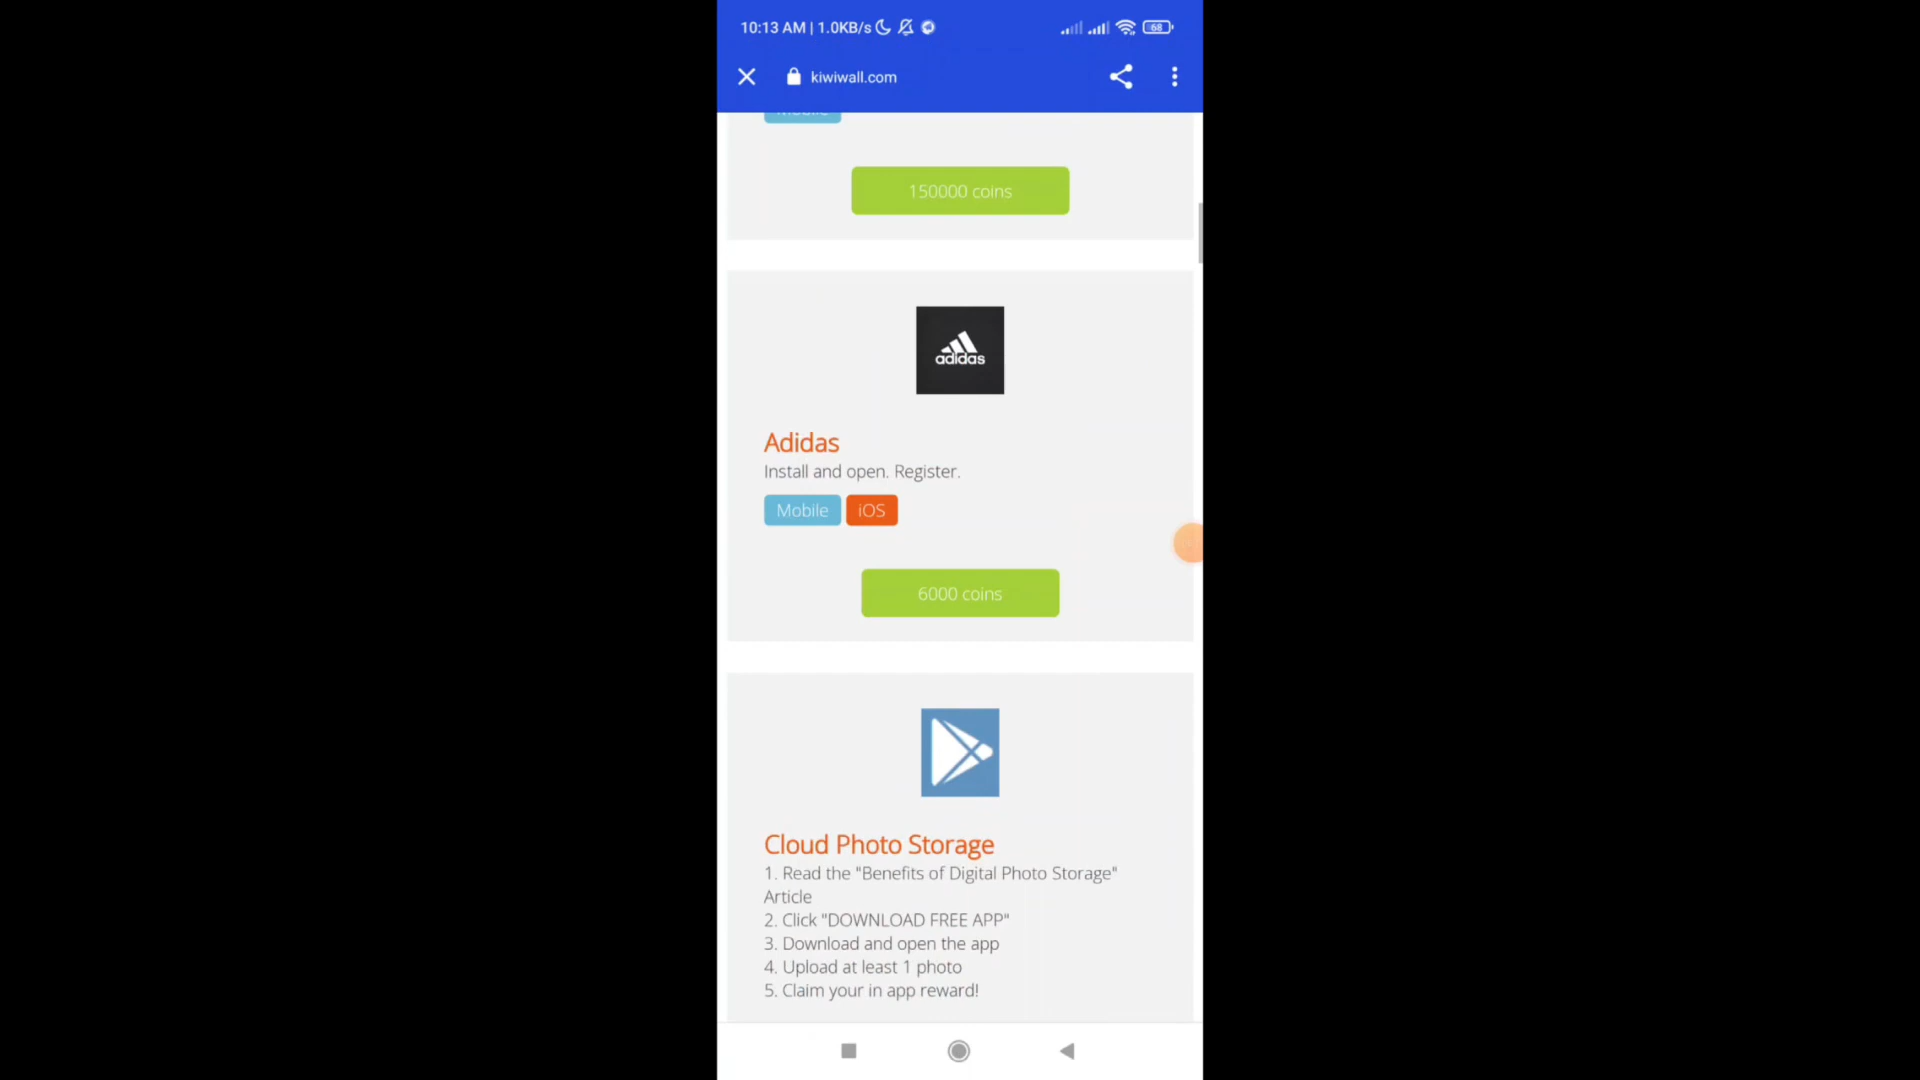 10:13 AM | 1.0KB/s
68
kiwiwall.com
Mobile
150000 coins
adidas
Adidas
Install and open. Register.
Mobile iOS
6000 coins
Cloud Photo Storage
1. Read the "Benefits of Digital Photo Storage"
Article
2. Click "DOWNLOAD FREE APP"
3. Download and open the app
4. Upload at least 1 photo
5. Claim your in app reward!